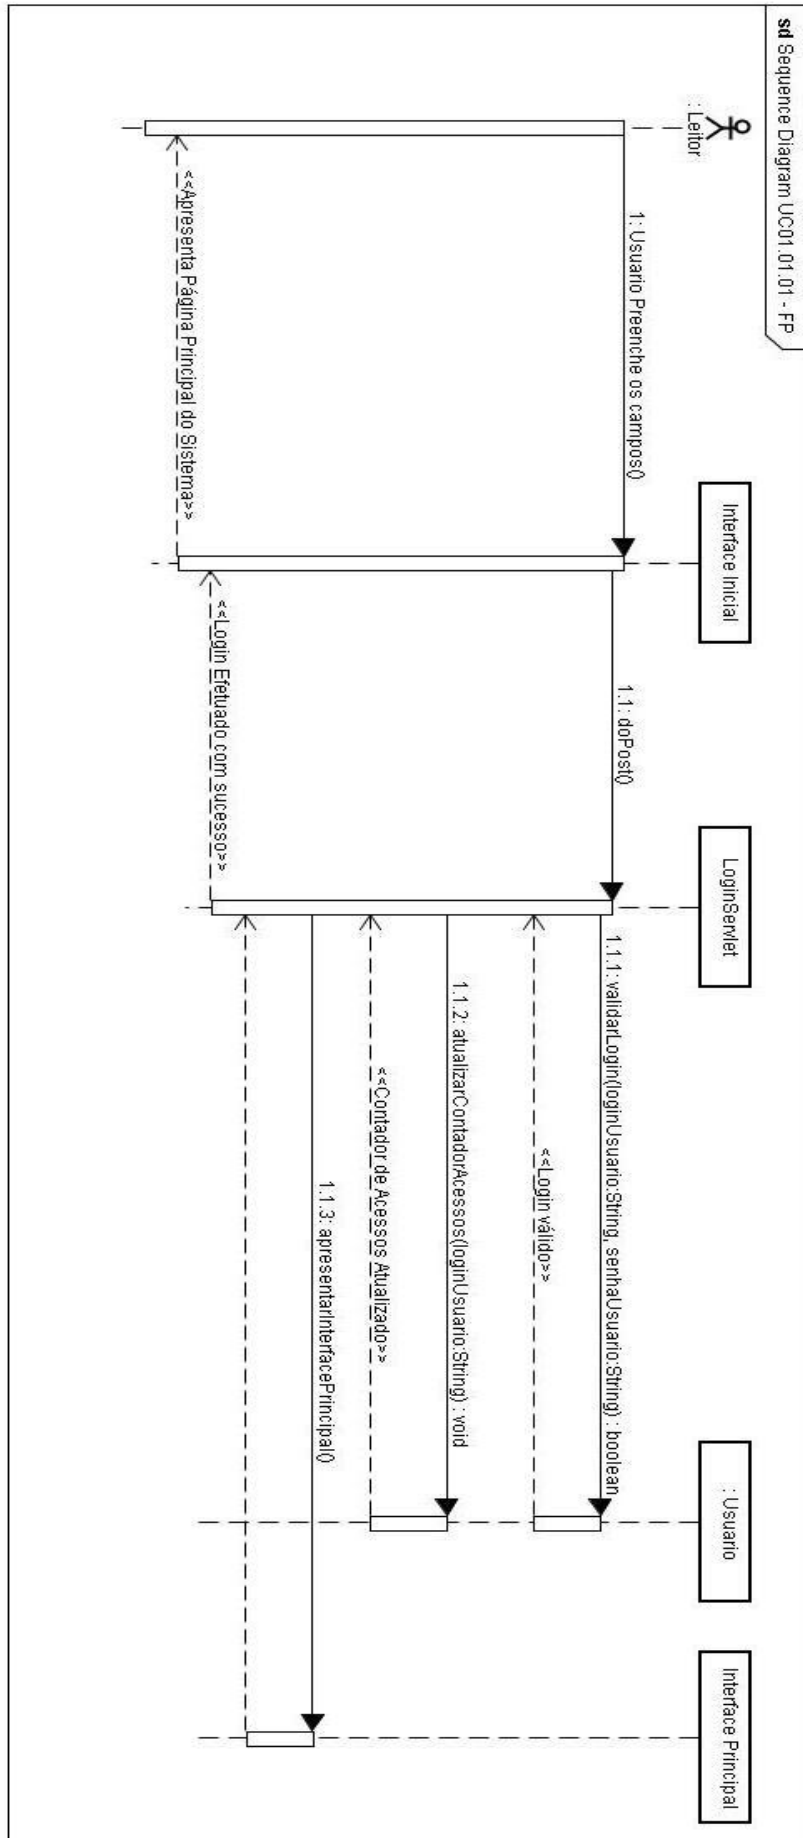 sd Sequence Diagram UC01.01.01 - FP
: Leitor
Interface Inicial
LoginServlet
: Usuario
Interface Principal
1: Usuario Preenche os campos()
1.1: doPost()
1.1.1: validarLogin(loginUsuario:String, senhaUsuario:String) : boolean
<<Login válido>>
1.1.2: atualizarContadorAcessos(loginUsuario:String) : void
<<Contador de Acessos Atualizado>>
1.1.3: apresentarInterfacePrincipal()
<<Login Efetuado com sucesso>>
<<Apresenta Página Principal do Sistema>>